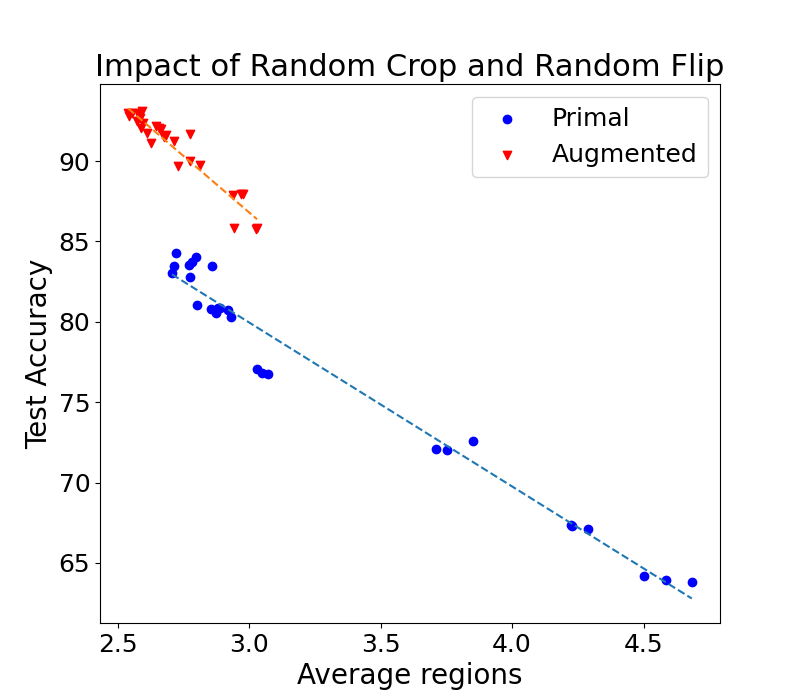 Impact of Random Crop and Random Flip
Primal
Augmented
Test Accuracy
90
85
80
75
70
65
2.5 3.0 3.5 4.0 4.5
Average regions